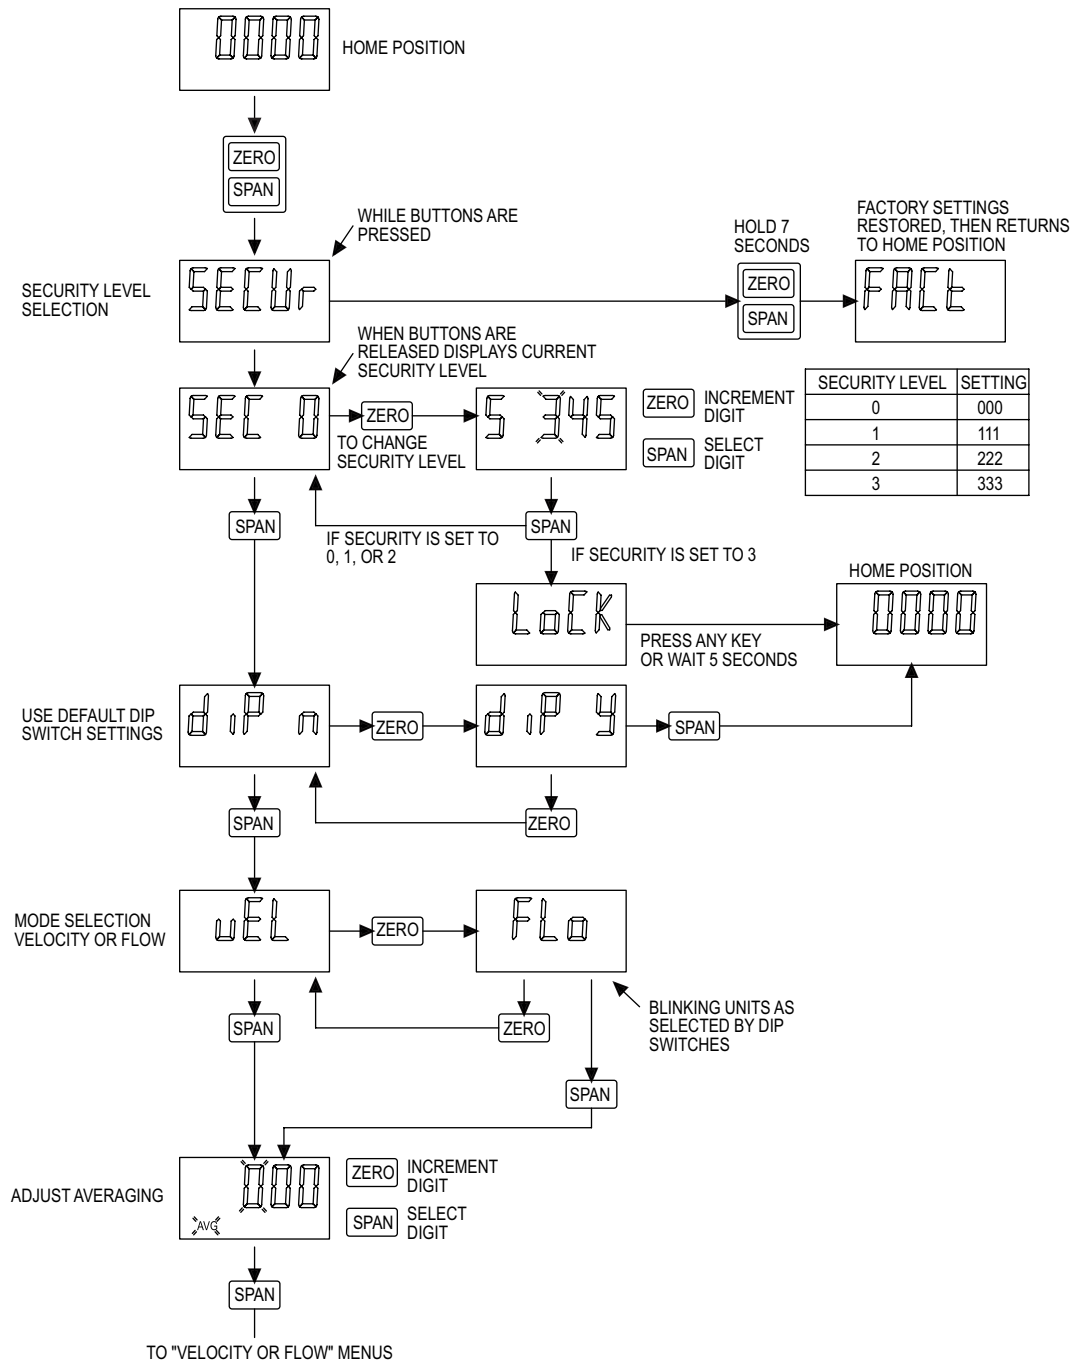 0000
HOME POSITION
ZERO
SPAN
WHILE BUTTONS ARE
PRESSED
HOLD 7
SECONDS
FACTORY SETTINGS
RESTORED, THEN RETURNS
TO HOME POSITION
SECURITY LEVEL
SELECTION
SECUr
ZERO
SPAN
FACt
WHEN BUTTONS ARE
RELEASED DISPLAYS CURRENT
SECURITY LEVEL
SEC 0
ZERO
TO CHANGE
SECURITY LEVEL
S 345
ZERO INCREMENT
DIGIT
SPAN SELECT
DIGIT
SECURITY LEVEL SETTING
0 000
1 111
2 222
3 333
SPAN
IF SECURITY IS SET TO
0, 1, OR 2
SPAN
IF SECURITY IS SET TO 3
LoCK
PRESS ANY KEY
OR WAIT 5 SECONDS
HOME POSITION
0000
USE DEFAULT DIP
SWITCH SETTINGS
diP n
ZERO
diP Y
SPAN
SPAN
ZERO
MODE SELECTION
VELOCITY OR FLOW
uEL
ZERO
FLo
SPAN
ZERO
BLINKING UNITS AS
SELECTED BY DIP
SWITCHES
SPAN
ADJUST AVERAGING
000
AVG
ZERO INCREMENT
DIGIT
SPAN SELECT
DIGIT
SPAN
TO "VELOCITY OR FLOW" MENUS